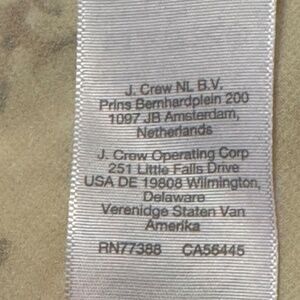 J. Crew NL B.V.
Prins Bernhardplein 200
1097 JB Amsterdam,
Netherlands
J. Crew Operating Corp
251 Little Falls Drive
USA DE 19808 Wilmington,
Delaware
Verenidge Staten Van
Amerika
RN77388 CA56445